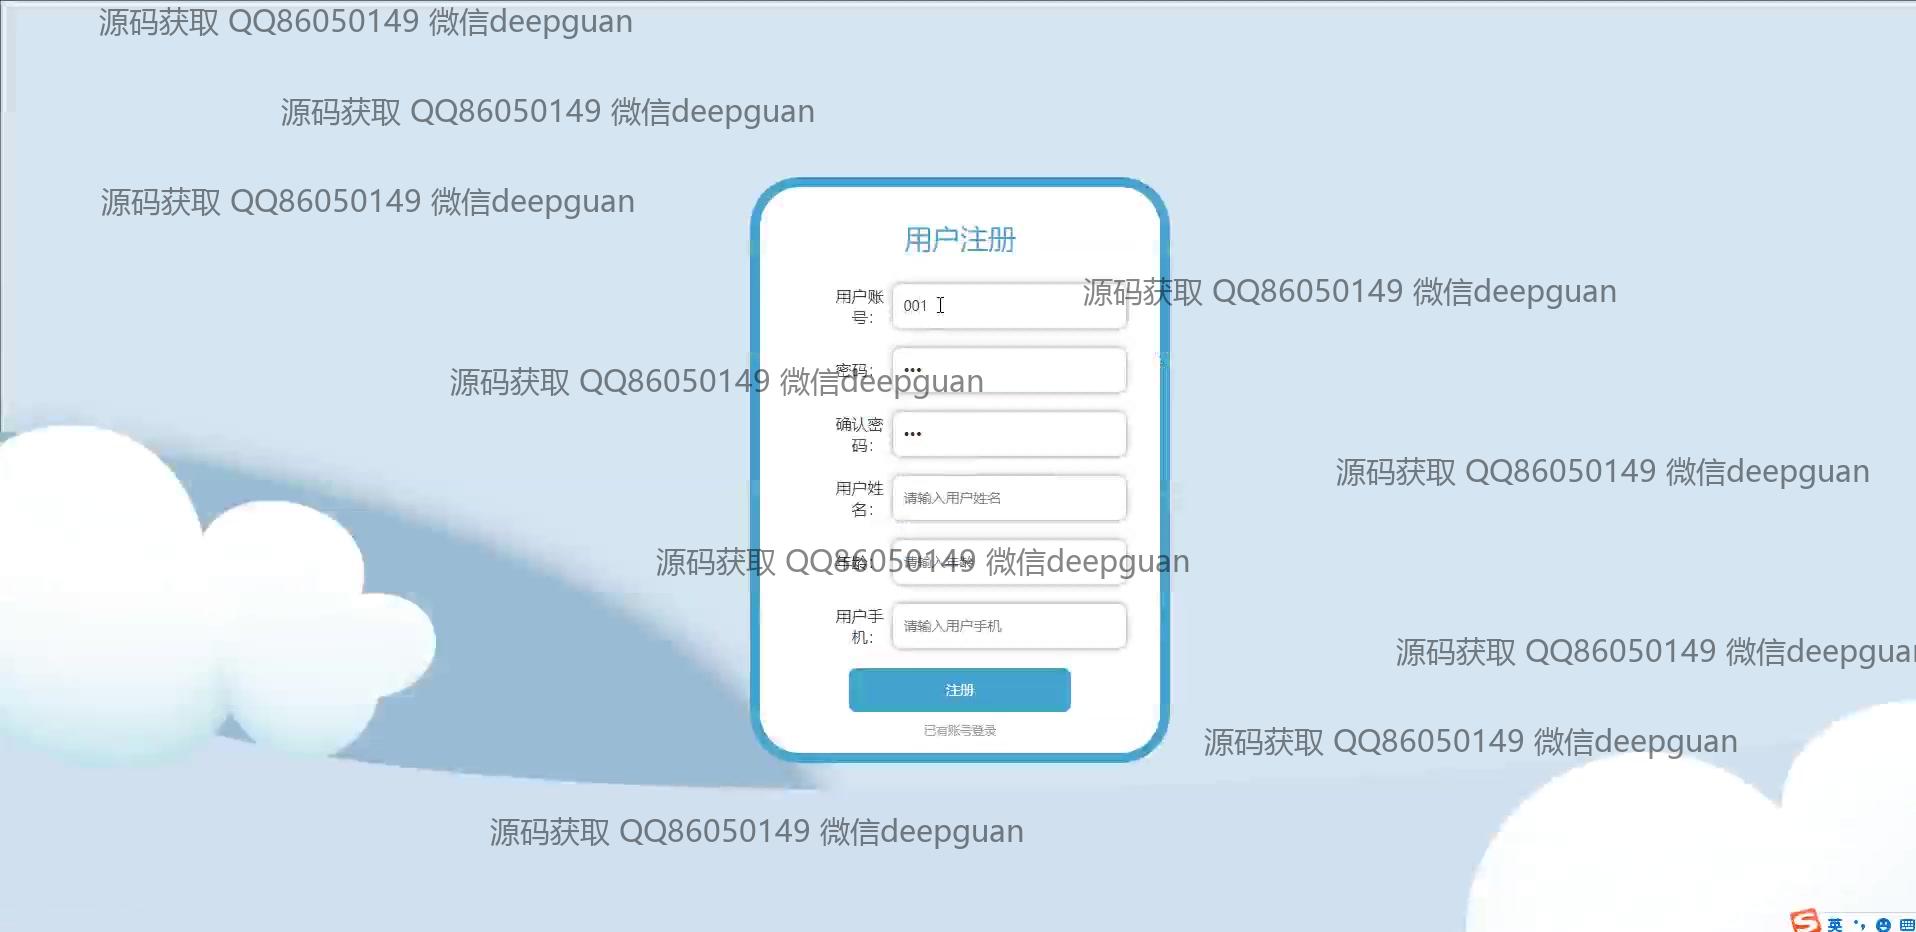 源码获取 QQ86050149 微信deepguan
源码获取 QQ86050149 微信deepguan
源码获取 QQ86050149 微信deepguan
用户注册
源码获取 QQ86050149 微信deepguan
用户账
号：
001
源码获取 QQ86050149 微信deepguan
密码：
•••
确认密
码：
•••
源码获取 QQ86050149 微信deepguan
用户姓
名：
请输入用户姓名
源码获取 QQ86050149 微信deepguan
年龄：
请输入年龄
用户手
机：
请输入用户手机
源码获取 QQ86050149 微信deepguan
注册
已有账号登录
源码获取 QQ86050149 微信deepguan
源码获取 QQ86050149 微信deepguan
英